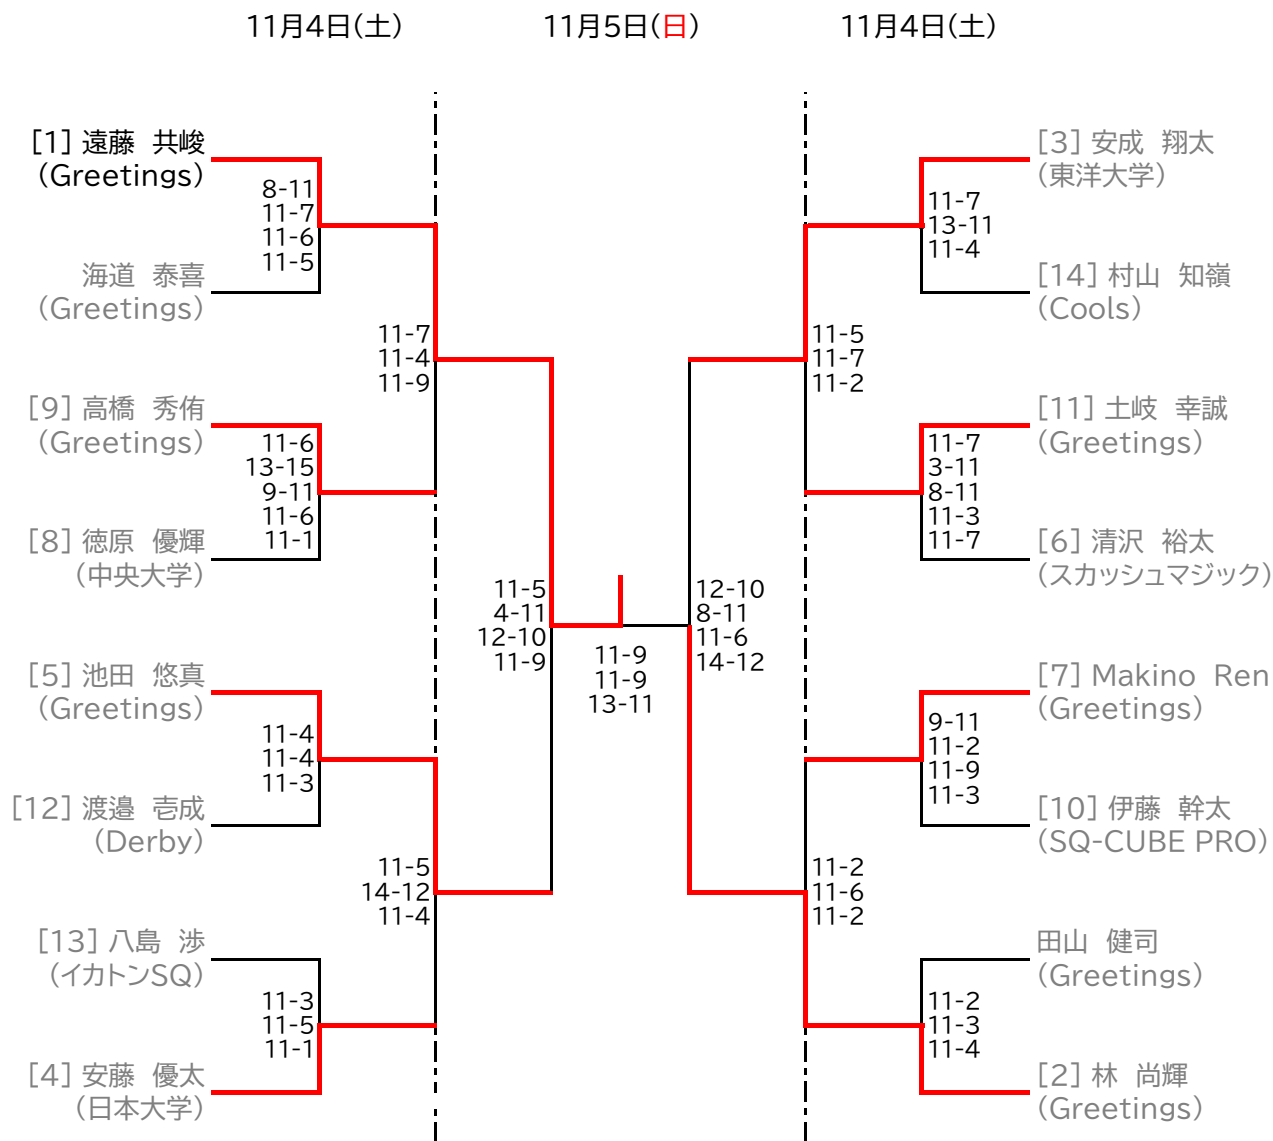 11月4日(土)
11月5日(日)
11月4日(土)
[1] 遠藤　共峻
(Greetings)
8-11
11-7
11-6
11-5
海道　泰喜
(Greetings)
11-7
11-4
11-9
[9] 高橋　秀侑
(Greetings)
11-6
13-15
9-11
11-6
11-1
[8] 徳原　優輝
(中央大学)
11-5
4-11
12-10
11-9
[5] 池田　悠真
(Greetings)
11-4
11-4
11-3
[12] 渡邉　壱成
(Derby)
11-5
14-12
11-4
[13] 八島　渉
(イカトンSQ)
11-3
11-5
11-1
[4] 安藤　優太
(日本大学)
11-9
11-9
13-11
[3] 安成　翔太
(東洋大学)
11-7
13-11
11-4
[14] 村山　知嶺
(Cools)
11-5
11-7
11-2
[11] 土岐　幸誠
(Greetings)
11-7
3-11
8-11
11-3
11-7
[6] 清沢　裕太
(スカッシュマジック)
12-10
8-11
11-6
14-12
[7] Makino　Ren
(Greetings)
9-11
11-2
11-9
11-3
[10] 伊藤　幹太
(SQ-CUBE PRO)
11-2
11-6
11-2
田山　健司
(Greetings)
11-2
11-3
11-4
[2] 林　尚輝
(Greetings)